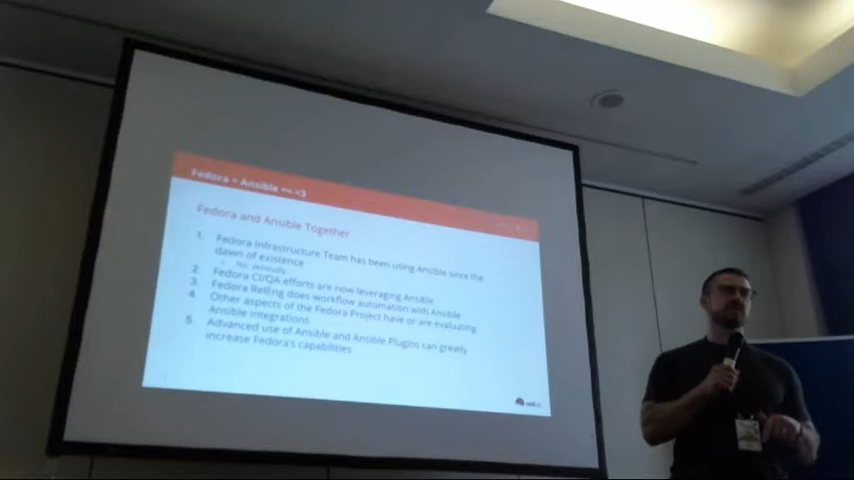 Fedora + Ansible == <3
Fedora and Ansible Together
1. Fedora Infrastructure Team has been using Ansible since the
dawn of existence
○ No, seriously
2. Fedora CI/QA efforts are now leveraging Ansible
3. Fedora RelEng does workflow automation with Ansible
4. Other aspects of the Fedora Project have or are evaluating
Ansible integrations
5. Advanced use of Ansible and Ansible Plugins can greatly
increase Fedora's capabilities
redhat